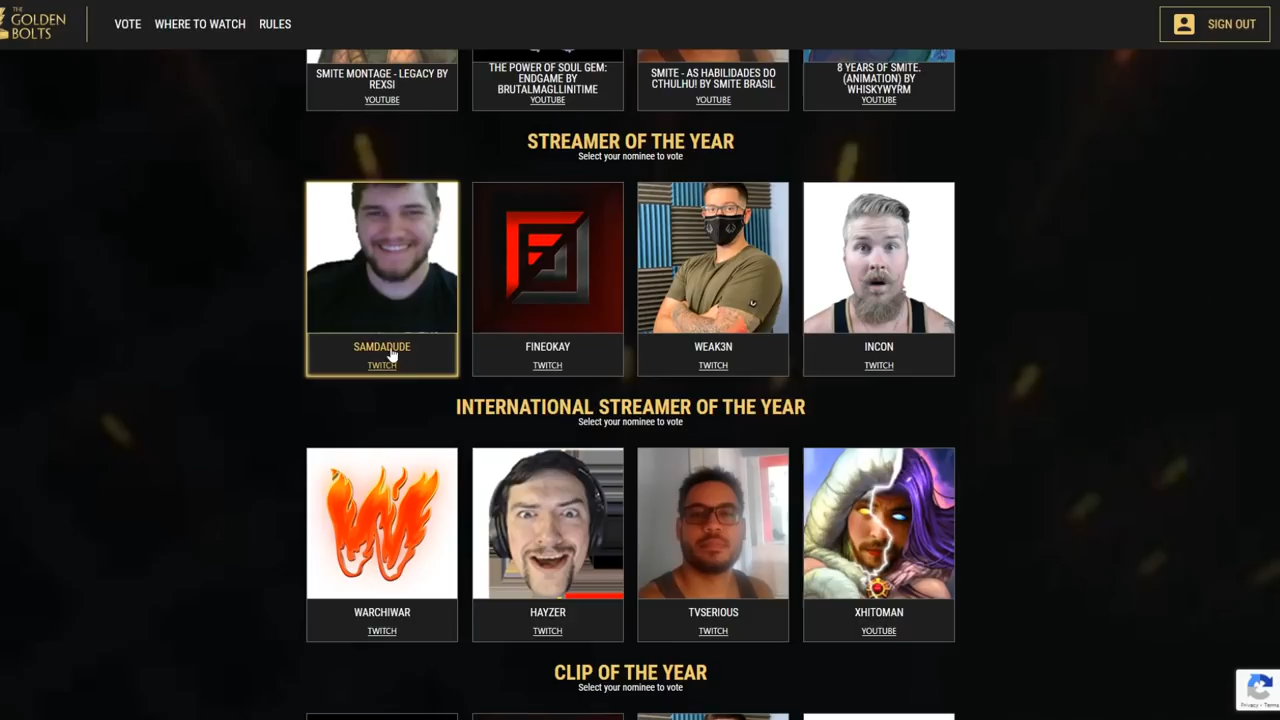 THE
GOLDEN
BOLTS
VOTE
WHERE TO WATCH
RULES
SIGN OUT
SMITE MONTAGE - LEGACY BY
REXSI
YOUTUBE
THE POWER OF SOUL GEM:
ENDGAME BY
BRUTALMAGLLINITIME
YOUTUBE
SMITE - AS HABILIDADES DO
CTHULHU! BY SMITE BRASIL
YOUTUBE
8 YEARS OF SMITE.
(ANIMATION) BY
WHISKYWYRM
YOUTUBE
STREAMER OF THE YEAR
Select your nominee to vote
SAMDADUDE
TWITCH
FINEOKAY
TWITCH
WEAK3N
TWITCH
INCON
TWITCH
INTERNATIONAL STREAMER OF THE YEAR
Select your nominee to vote
WARCHIWAR
TWITCH
HAYZER
TWITCH
TVSERIOUS
TWITCH
XHITOMAN
YOUTUBE
CLIP OF THE YEAR
Select your nominee to vote
Privacy - Terms